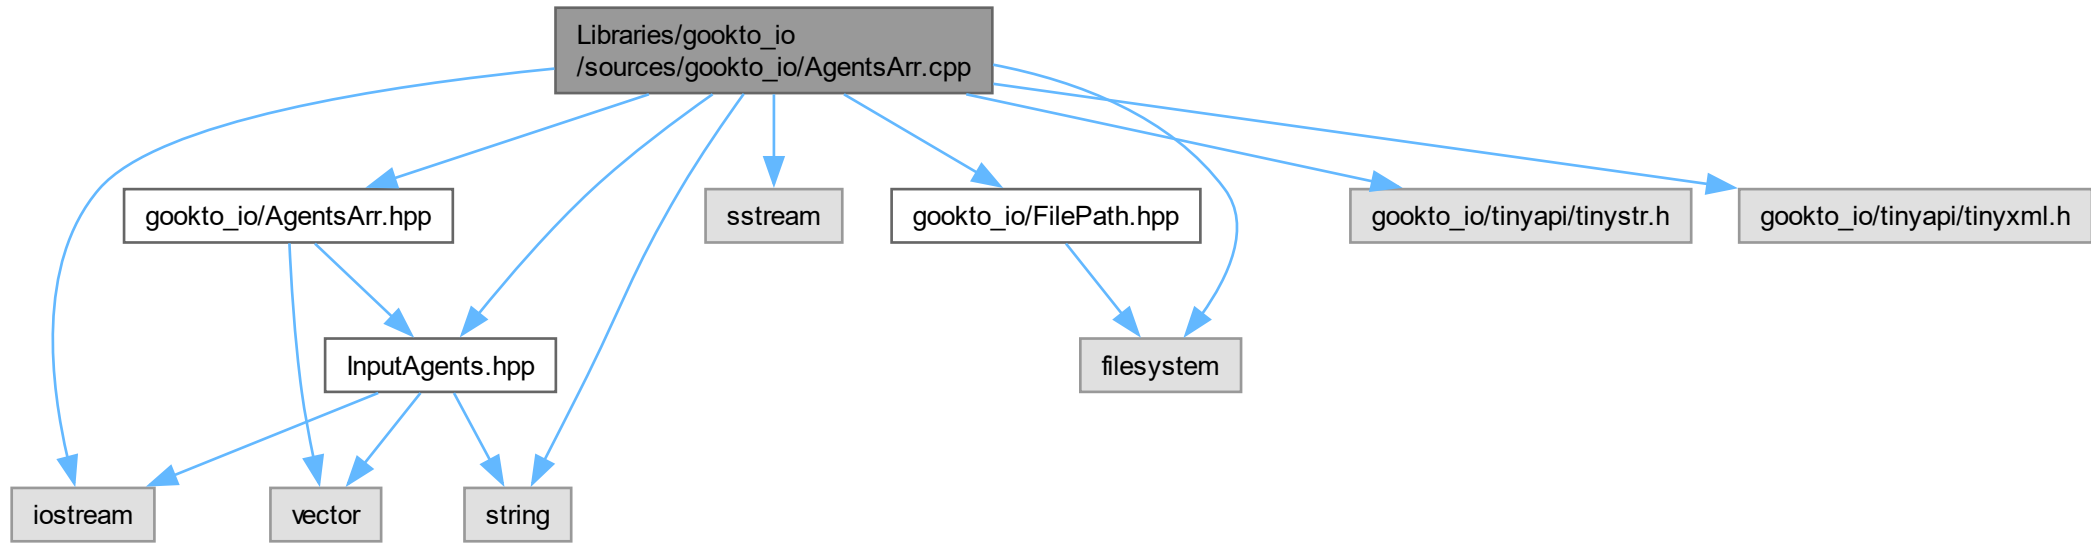 Libraries/gookto_io
/sources/gookto_io/AgentsArr.cpp
gookto_io/AgentsArr.hpp
sstream
gookto_io/FilePath.hpp
gookto_io/tinyapi/tinystr.h
gookto_io/tinyapi/tinyxml.h
InputAgents.hpp
filesystem
iostream
vector
string